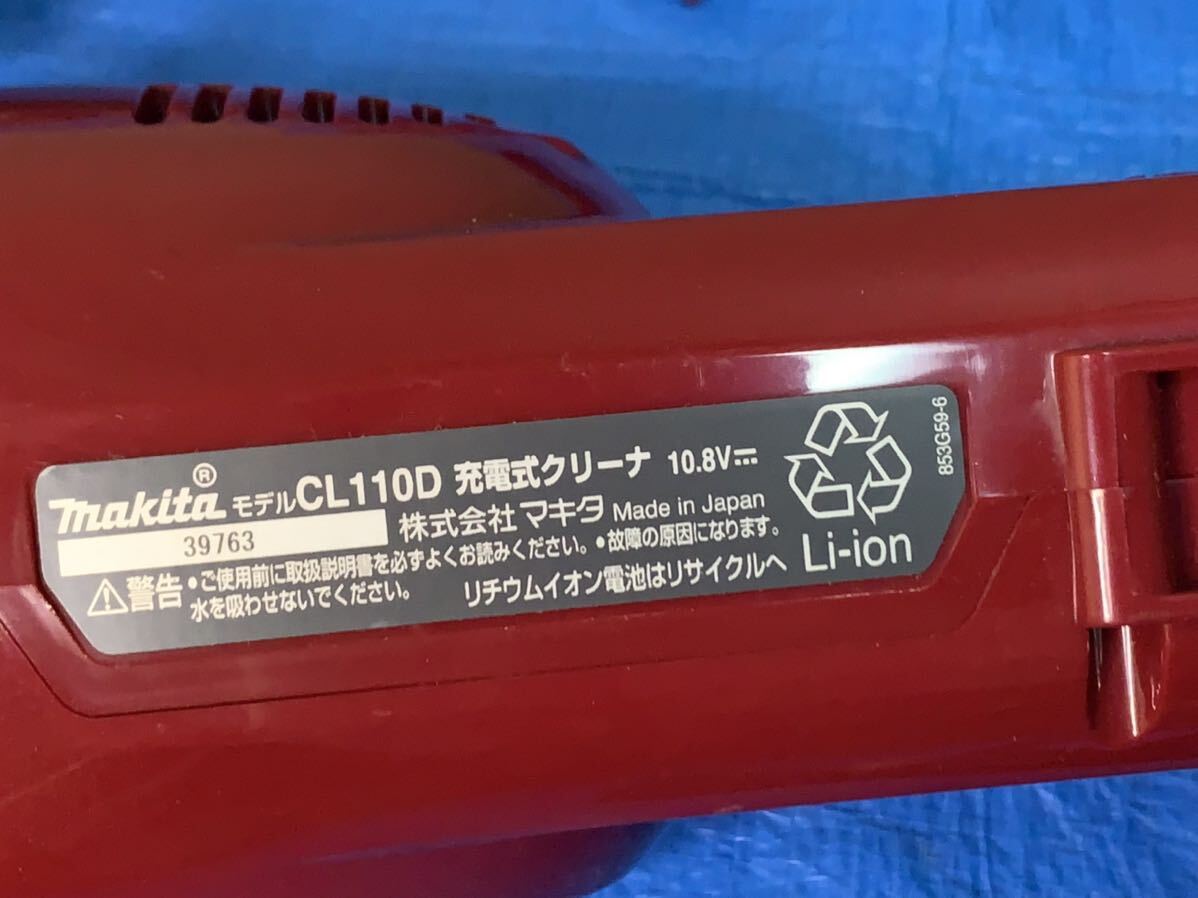 makita® モデルCL110D 充電式クリーナ 10.8V⎓
39763 株式会社 マキタ Made in Japan
⚠警告 •ご使用前に取扱説明書を必ずよくお読みください。•故障の原因になります。
水を吸わせないでください。 リチウムイオン電池はリサイクルへ
Li-ion
853G59-6